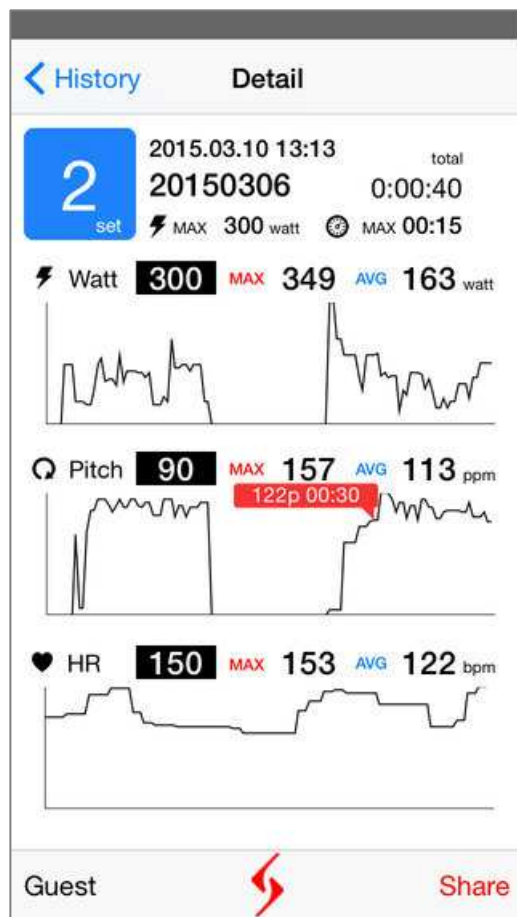 History Detail
2015.03.10 13:13 total
2 set 20150306 0:00:40
MAX 300 watt MAX 00:15
Watt 300 MAX 349 AVG 163 watt
Pitch 90 MAX 157 AVG 113 ppm
122p 00:30
HR 150 MAX 153 AVG 122 bpm
Guest Share